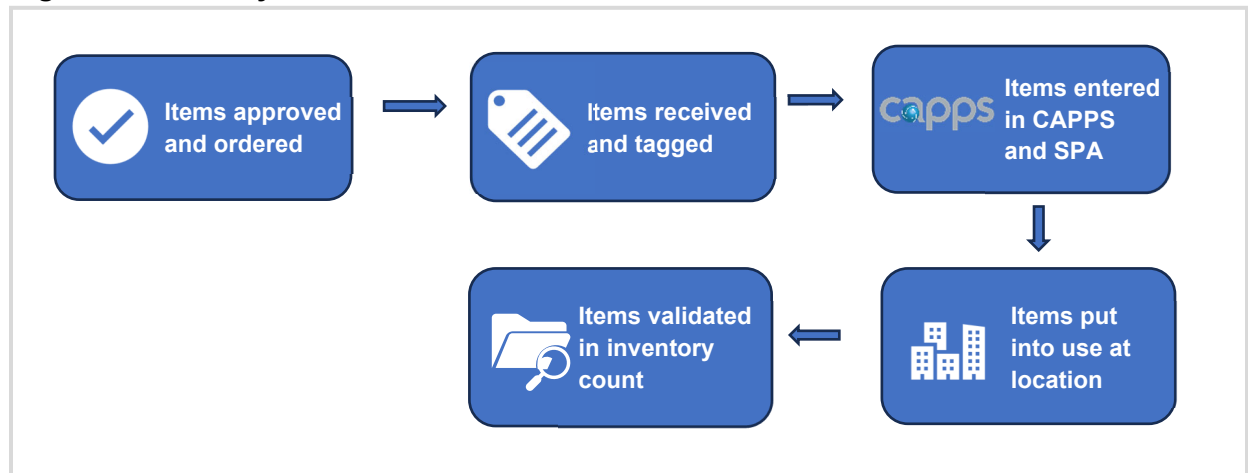 Items approved
and ordered
Items received
and tagged
capps
Items entered
in CAPPS
and SPA
Items validated
in inventory
count
Items put
into use at
location